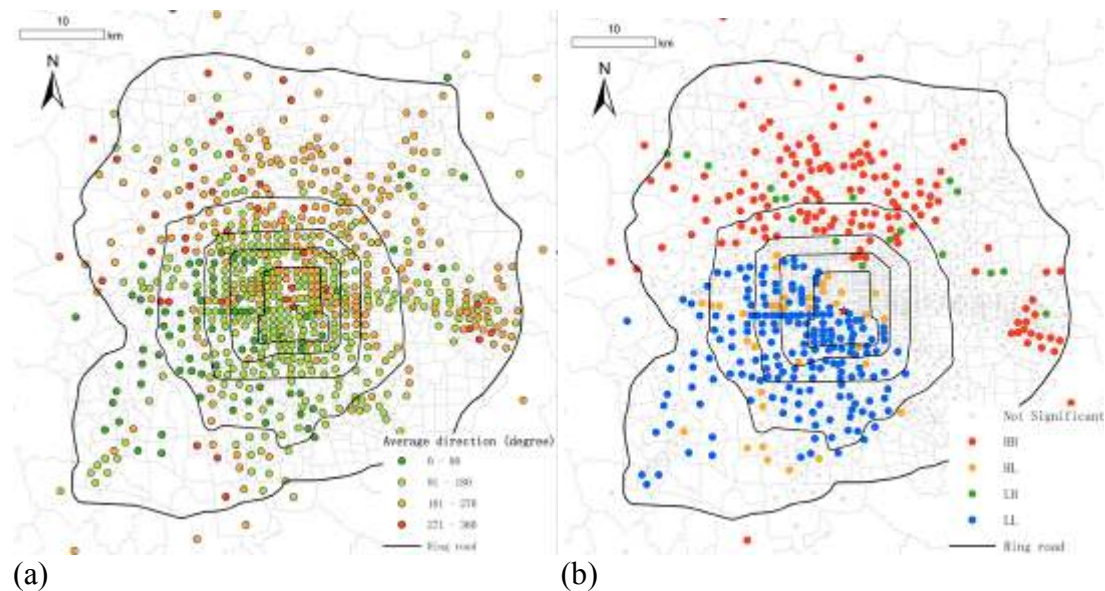 10
km
N
Average direction (degree)
0 - 90
91 - 180
181 - 270
271 - 360
Ring road
(a)
10
km
N
Not Significant
HH
HL
LH
LL
Ring road
(b)